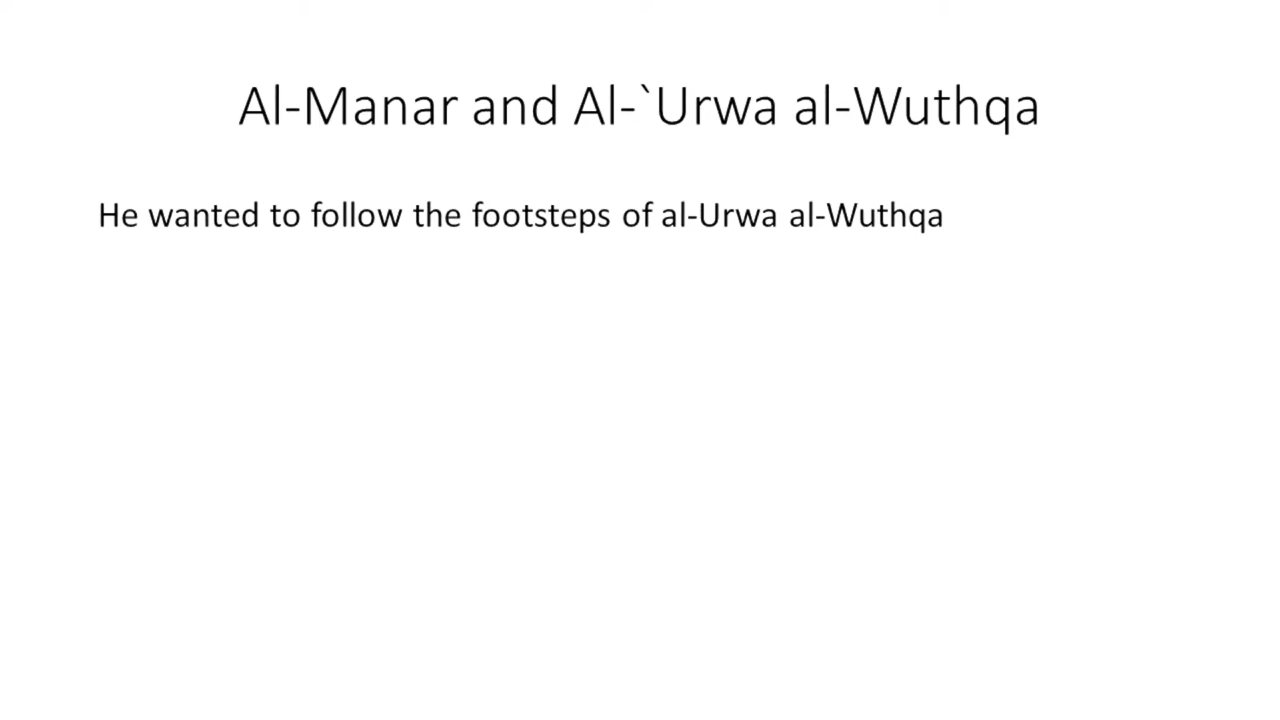 Al-Manar and Al-`Urwa al-Wuthqa
He wanted to follow the footsteps of al-Urwa al-Wuthqa